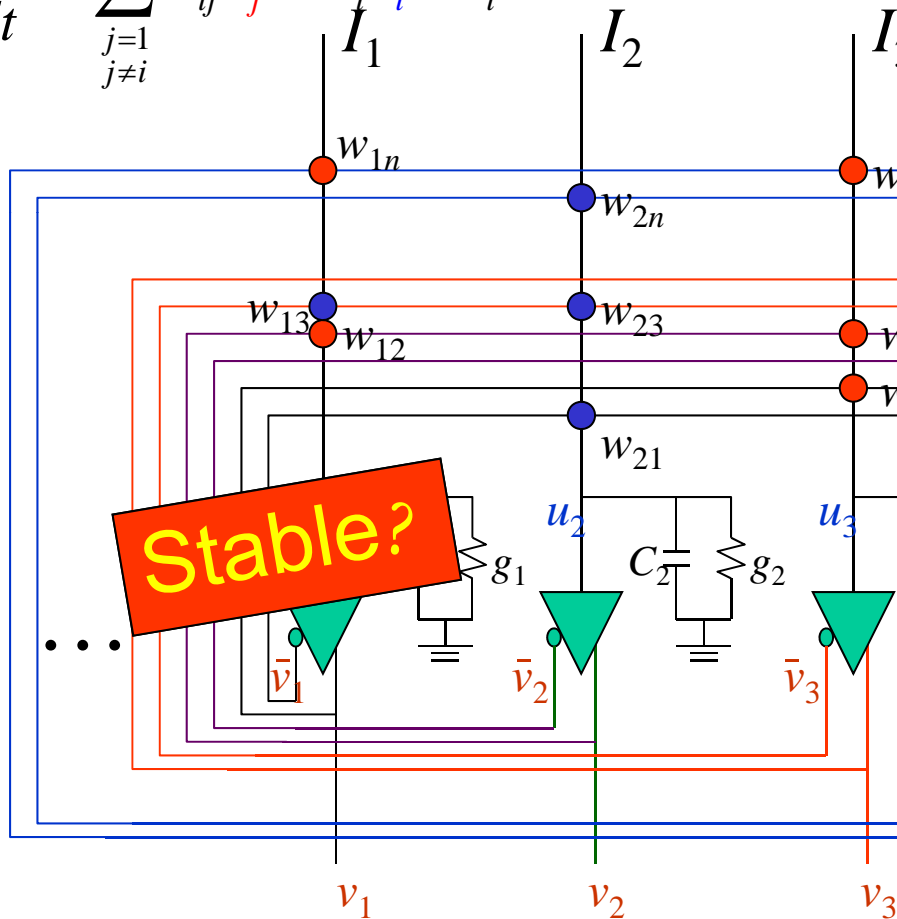 t
j=1
j≠i
I₁ I₂
w₁ₙ
w₂ₙ
w₁₃ w₂₃
w₁₂
w₂₁
Stable?
u₂ u₃
g₁ C₂ g₂
...
v̄₁ v̄₂ v̄₃
v₁ v₂ v₃